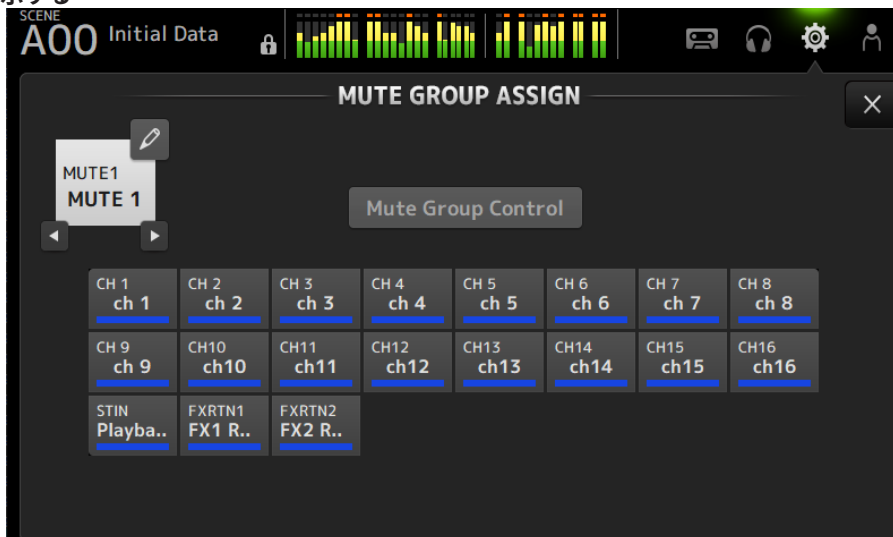 SCENE
A00 Initial Data
MUTE GROUP ASSIGN
MUTE1
MUTE 1
Mute Group Control
CH 1 CH 2 CH 3 CH 4 CH 5 CH 6 CH 7 CH 8
ch 1 ch 2 ch 3 ch 4 ch 5 ch 6 ch 7 ch 8
CH 9 CH10 CH11 CH12 CH13 CH14 CH15 CH16
ch 9 ch10 ch11 ch12 ch13 ch14 ch15 ch16
STIN FXRTN1 FXRTN2
Playba.. FX1 R.. FX2 R..